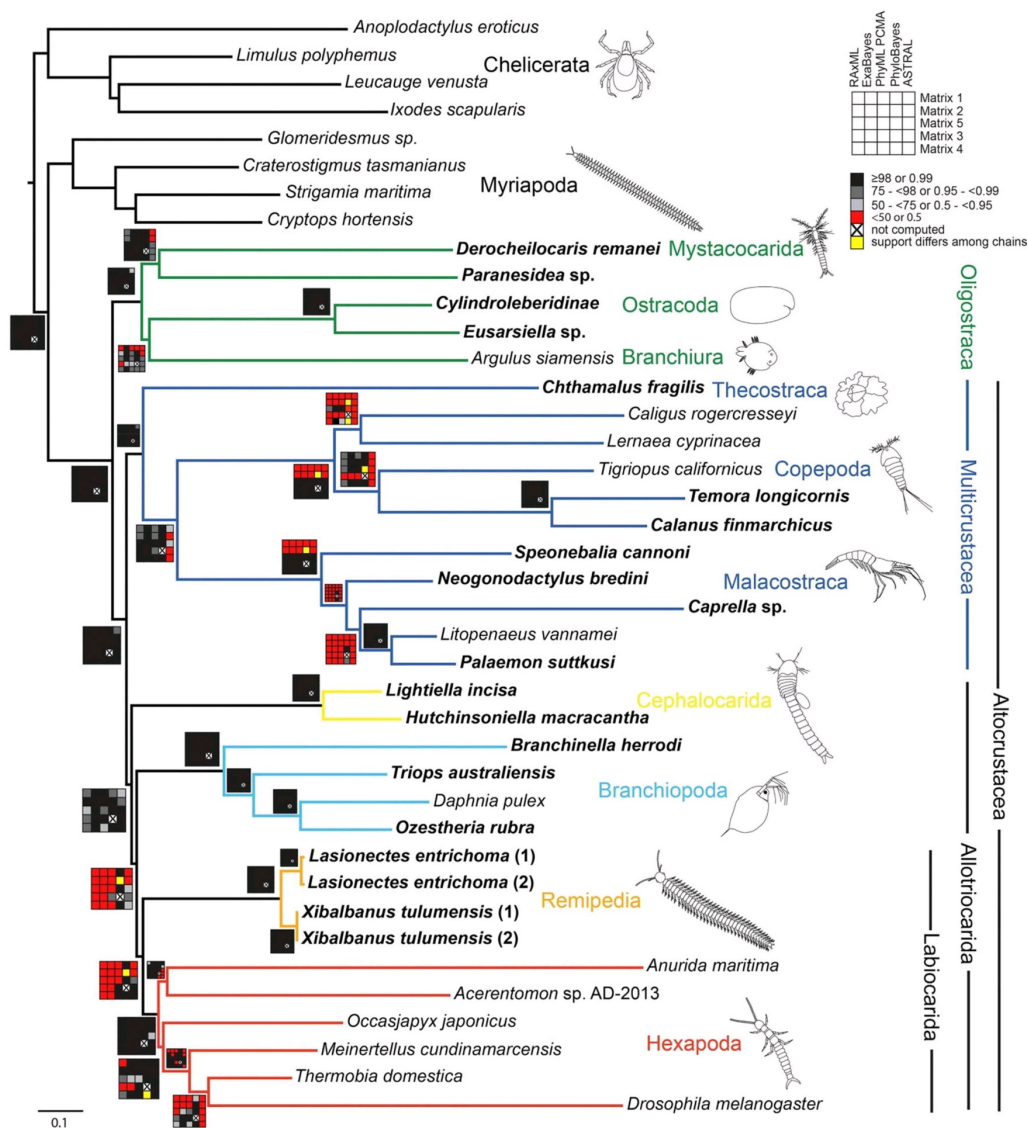 Anoplodactylus eroticus
Limulus polyphemus
Chelicerata
Leucauge venusta
Ixodes scapularis
Glomeridesmus sp.
Craterostigmus tasmanianus
Myriapoda
Strigamia maritima
Cryptops hortensis
Derocheilocaris remanei
Mystacocarida
Paranesidea sp.
Cylindroleberidinae
Ostracoda
Eusarsiella sp.
Argulus siamensis
Branchiura
Chthamalus fragilis
Thecostraca
Caligus rogercresseyi
Lernaea cyprinacea
Tigriopus californicus
Copepoda
Temora longicornis
Calanus finmarchicus
Speonebalia cannoni
Neogonodactylus bredini
Malacostraca
Caprella sp.
Litopenaeus vannamei
Palaemon suttkusi
Lightiella incisa
Cephalocarida
Hutchinsoniella macracantha
Branchinella herrodi
Triops australiensis
Branchiopoda
Daphnia pulex
Ozestheria rubra
Lasionectes entrichoma (1)
Lasionectes entrichoma (2)
Remipedia
Xibalbanus tulumensis (1)
Xibalbanus tulumensis (2)
Anurida maritima
Acerentomon sp. AD-2013
Occasjapyx japonicus
Hexapoda
Meinertellus cundinamarcensis
Thermobia domestica
Drosophila melanogaster
0.1
RAxML
ExaBayes
PhyML PCMA
PhyloBayes
ASTRAL
Matrix 1
Matrix 2
Matrix 5
Matrix 3
Matrix 4
≥98 or 0.99
75 - <98 or 0.95 - <0.99
50 - <75 or 0.5 - <0.95
<50 or 0.5
not computed
support differs among chains
Oligostraca
Multicrustacea
Altocrustacea
Allotriocarida
Labiocarida